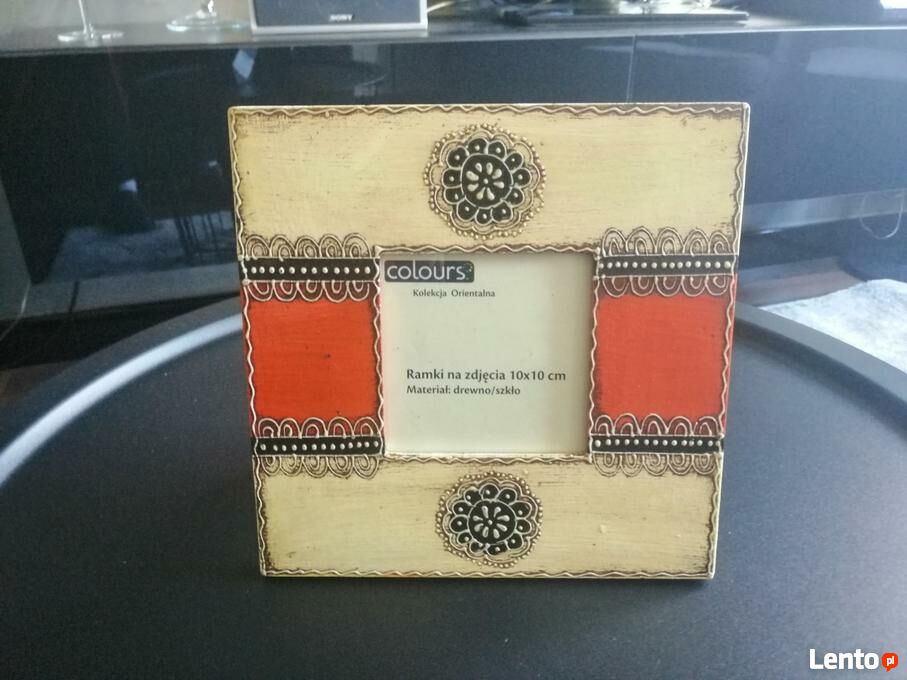 SONY
colours
Kolekcja Orientalna
Ramki na zdjęcia 10x10 cm
Materiał: drewno/szkło
Lento pl